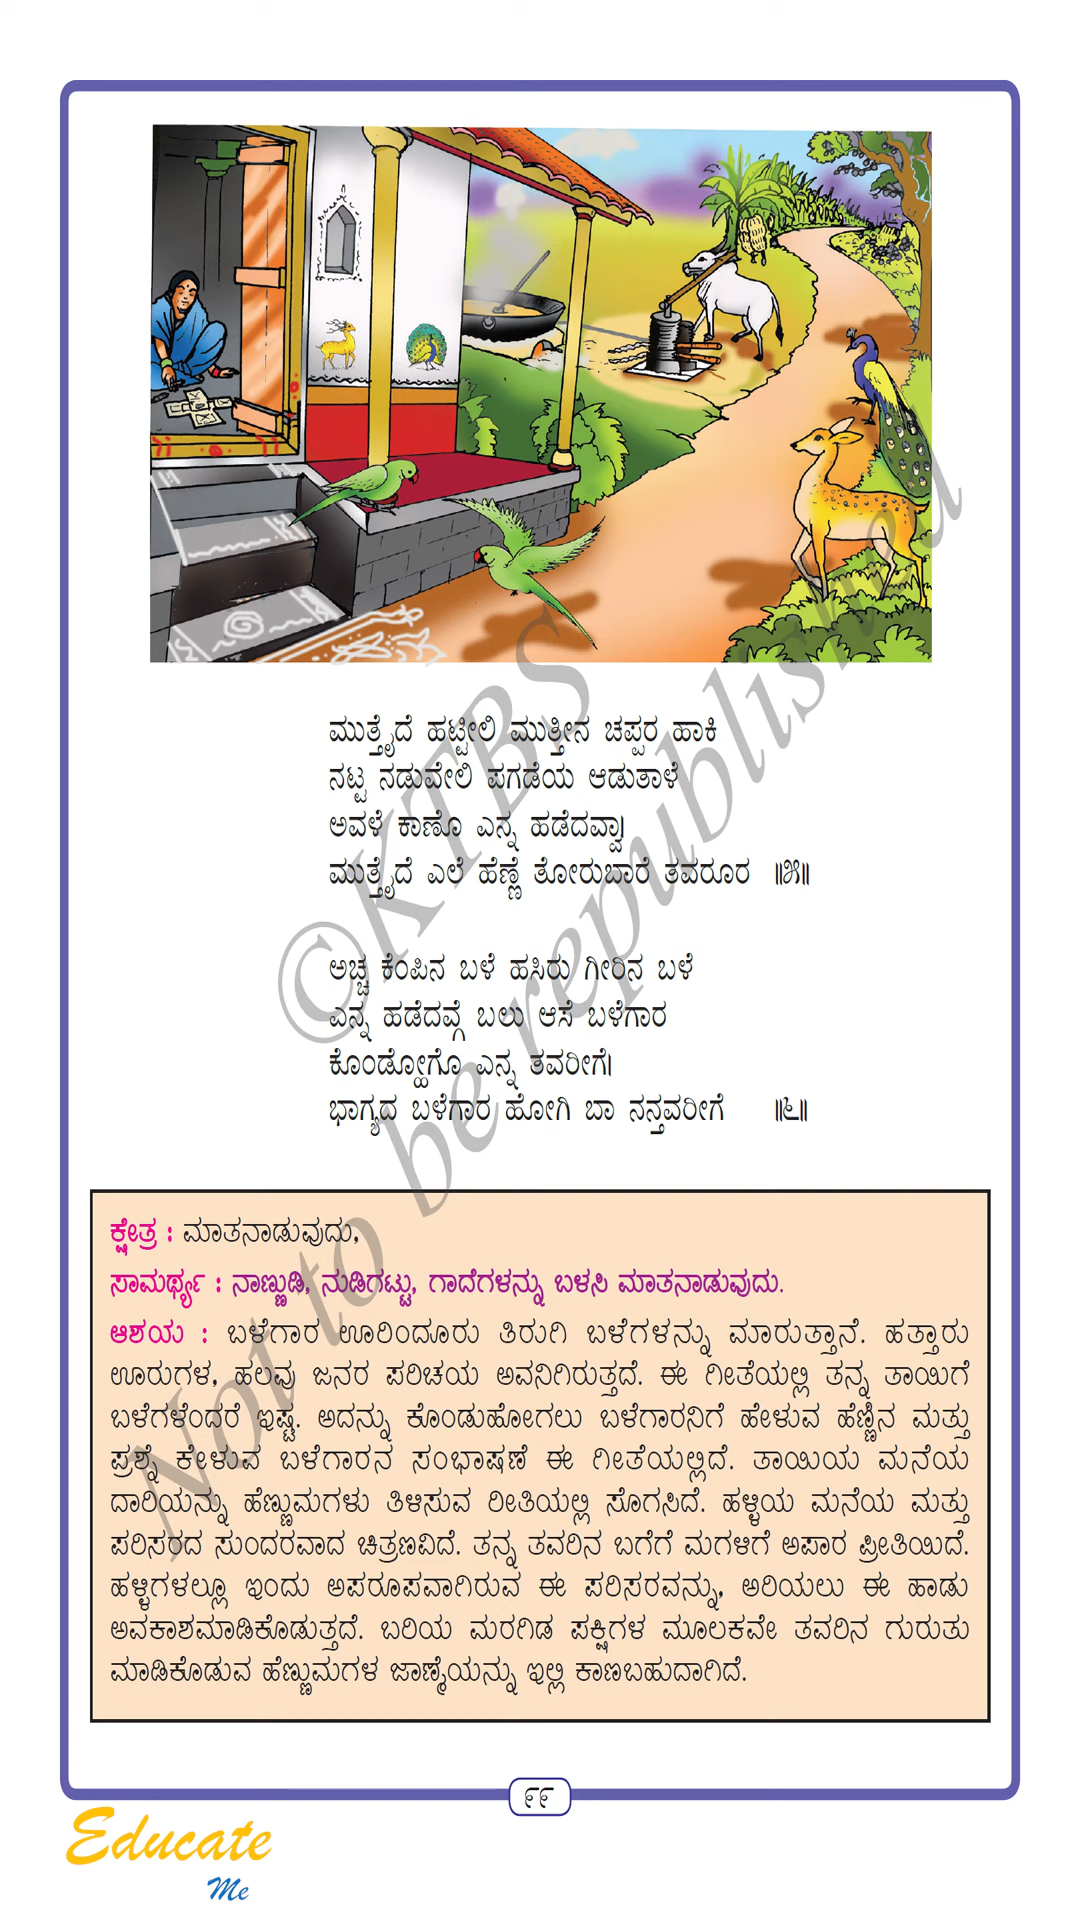 ಮುತ್ತೈದೆ ಹಟ್ಟೀಲಿ ಮುತ್ತೀನ ಚಪ್ಪರ ಹಾಕಿ
ನಟ್ಟ ನಡುವೇಲಿ ಪಗಡೆಯ ಆಡುತಾಳೆ
ಅವಳೆ ಕಾಣೊ ಎನ್ನ ಹಡೆದವ್ವಾ।
ಮುತ್ತೈದೆ ಎಲೆ ಹೆಣ್ಣೆ ತೋರುಬಾರೆ ತವರೂರ ॥೫॥
ಅಚ್ಚ ಕೆಂಪಿನ ಬಳೆ ಹಸಿರು ಗೀರಿನ ಬಳೆ
ಎನ್ನ ಹಡೆದವ್ಗೆ ಬಲು ಆಸೆ ಬಳೆಗಾರ
ಕೊಂಡ್ಹೋಗೊ ಎನ್ನ ತವರೀಗೆ।
ಭಾಗ್ಯದ ಬಳೆಗಾರ ಹೋಗಿ ಬಾ ನನ್ತವರೀಗೆ ॥೬॥
©KTBS
Not to be republished
ಕ್ಷೇತ್ರ : ಮಾತನಾಡುವುದು,
ಸಾಮರ್ಥ್ಯ : ನಾಣ್ಣುಡಿ, ನುಡಿಗಟ್ಟು, ಗಾದೆಗಳನ್ನು ಬಳಸಿ ಮಾತನಾಡುವುದು.
ಆಶಯ : ಬಳೆಗಾರ ಊರಿಂದೂರು ತಿರುಗಿ ಬಳೆಗಳನ್ನು ಮಾರುತ್ತಾನೆ. ಹತ್ತಾರು
ಊರುಗಳ, ಹಲವು ಜನರ ಪರಿಚಯ ಅವನಿಗಿರುತ್ತದೆ. ಈ ಗೀತೆಯಲ್ಲಿ ತನ್ನ ತಾಯಿಗೆ
ಬಳೆಗಳೆಂದರೆ ಇಷ್ಟ. ಅದನ್ನು ಕೊಂಡುಹೋಗಲು ಬಳೆಗಾರನಿಗೆ ಹೇಳುವ ಹೆಣ್ಣಿನ ಮತ್ತು
ಪ್ರಶ್ನೆ ಕೇಳುವ ಬಳೆಗಾರನ ಸಂಭಾಷಣೆ ಈ ಗೀತೆಯಲ್ಲಿದೆ. ತಾಯಿಯ ಮನೆಯ
ದಾರಿಯನ್ನು ಹೆಣ್ಣುಮಗಳು ತಿಳಿಸುವ ರೀತಿಯಲ್ಲಿ ಸೊಗಸಿದೆ. ಹಳ್ಳಿಯ ಮನೆಯ ಮತ್ತು
ಪರಿಸರದ ಸುಂದರವಾದ ಚಿತ್ರಣವಿದೆ. ತನ್ನ ತವರಿನ ಬಗೆಗೆ ಮಗಳಿಗೆ ಅಪಾರ ಪ್ರೀತಿಯಿದೆ.
ಹಳ್ಳಿಗಳಲ್ಲೂ ಇಂದು ಅಪರೂಪವಾಗಿರುವ ಈ ಪರಿಸರವನ್ನು, ಅರಿಯಲು ಈ ಹಾಡು
ಅವಕಾಶಮಾಡಿಕೊಡುತ್ತದೆ. ಬರಿಯ ಮರಗಿಡ ಪಕ್ಷಿಗಳ ಮೂಲಕವೇ ತವರಿನ ಗುರುತು
ಮಾಡಿಕೊಡುವ ಹೆಣ್ಣುಮಗಳ ಜಾಣ್ಮೆಯನ್ನು ಇಲ್ಲಿ ಕಾಣಬಹುದಾಗಿದೆ.
೯೯
Educate
Me